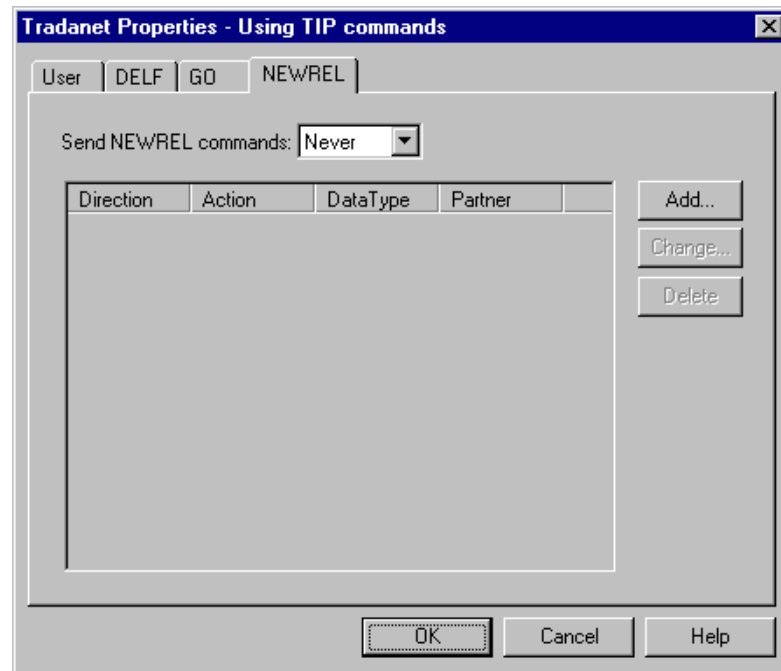 Tradanet Properties - Using TIP commands
User DELF GO NEWREL
Send NEWREL commands: Never
Direction Action DataType Partner
Add...
Change...
Delete
OK Cancel Help